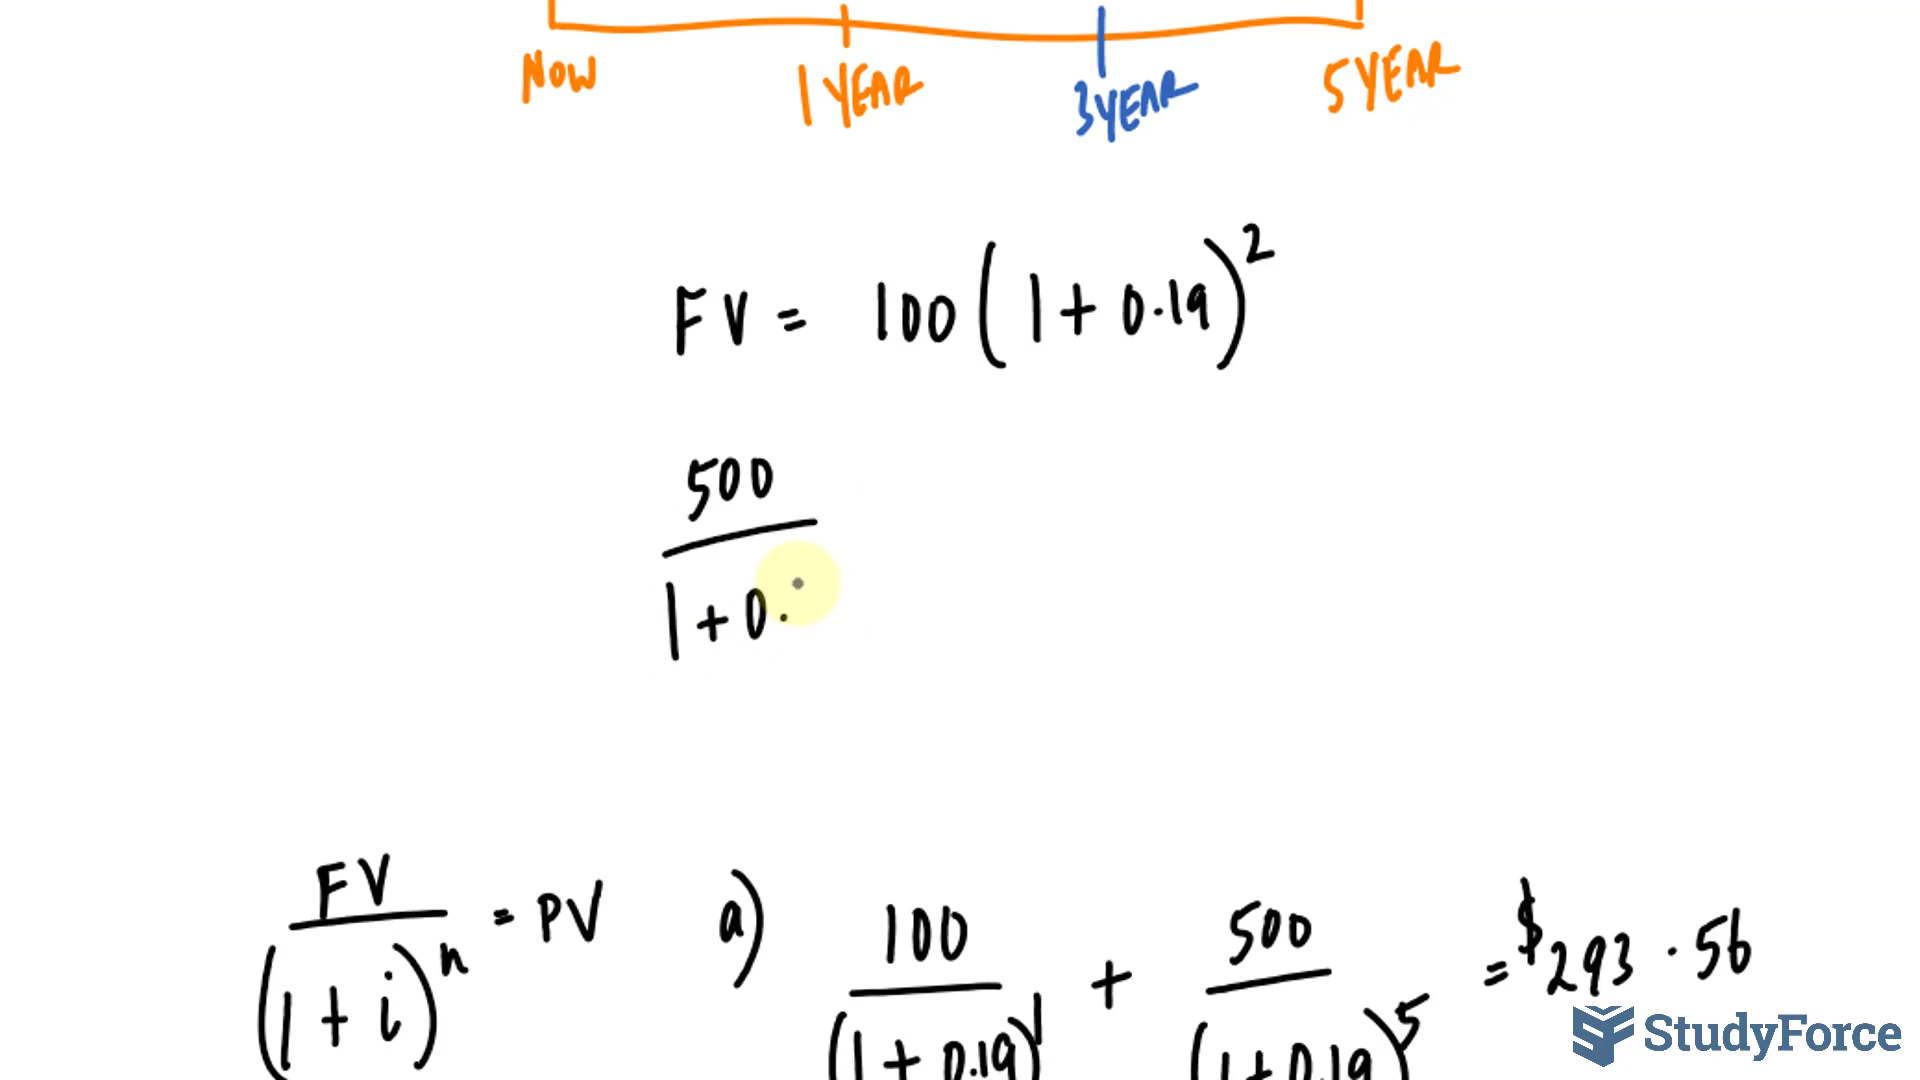 NOW 1 YEAR 3 YEAR 5 YEAR
FV = 100 ( 1 + 0.19 )^2
500
1 + 0.
FV / (1 + i)^n = PV a) 100 / (1 + 0.19)^1 + 500 / (1 + 0.19)^5 = $293.56
StudyForce